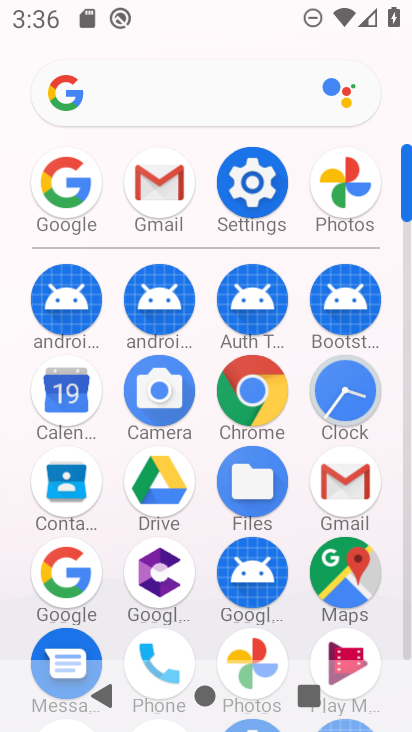 3:36
Google Gmail Settings Photos
androi... androi... Auth T... Bootst...
19
Calen... Camera Chrome Clock
Conta... Drive Files Gmail
Google Googl... Googl... Maps
Messa... Phone Photos Play M...